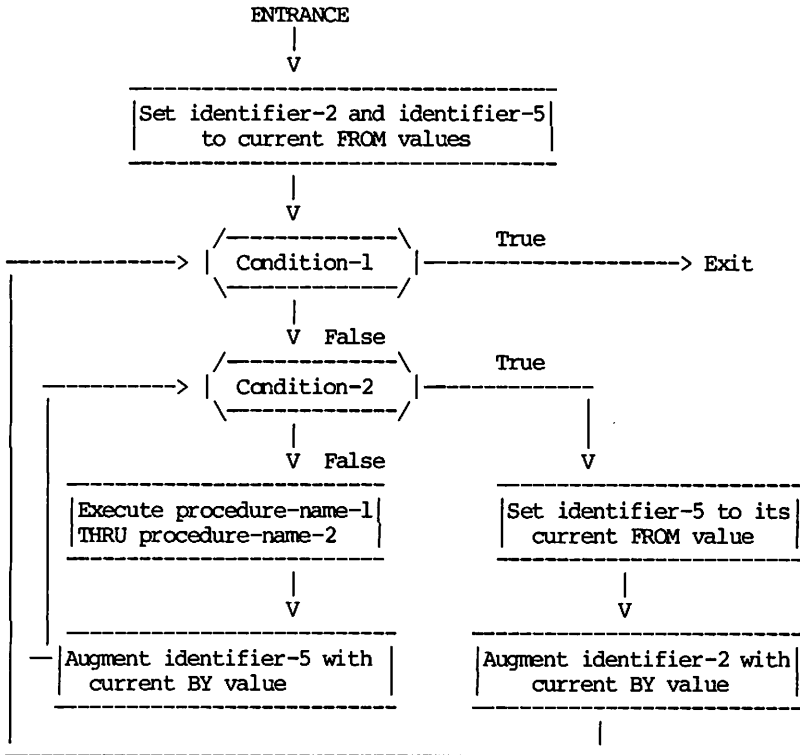 ENTRANCE
Set identifier-2 and identifier-5
to current FROM values
True
Condition-1
Exit
False
True
Condition-2
False
Execute procedure-name-1
THRU procedure-name-2
Set identifier-5 to its
current FROM value
Augment identifier-5 with
current BY value
Augment identifier-2 with
current BY value